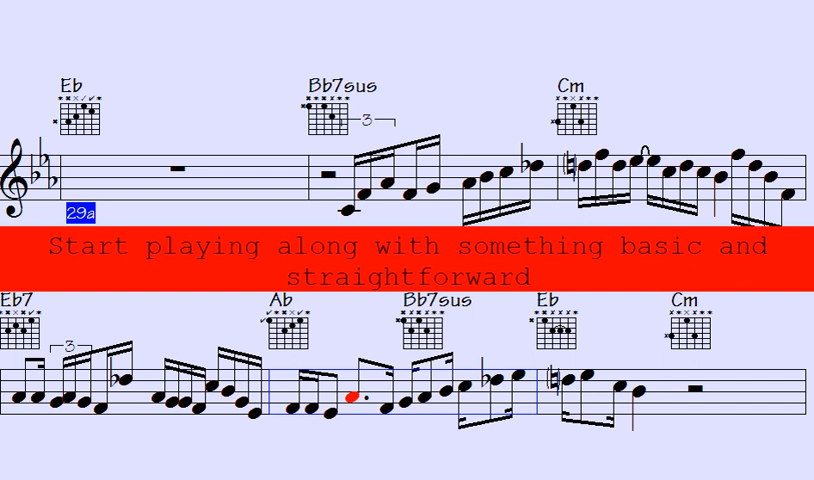 Eb Bb7sus Cm
3
29a
Start playing along with something basic and
straightforward
Eb7 Ab Bb7sus Eb Cm
3